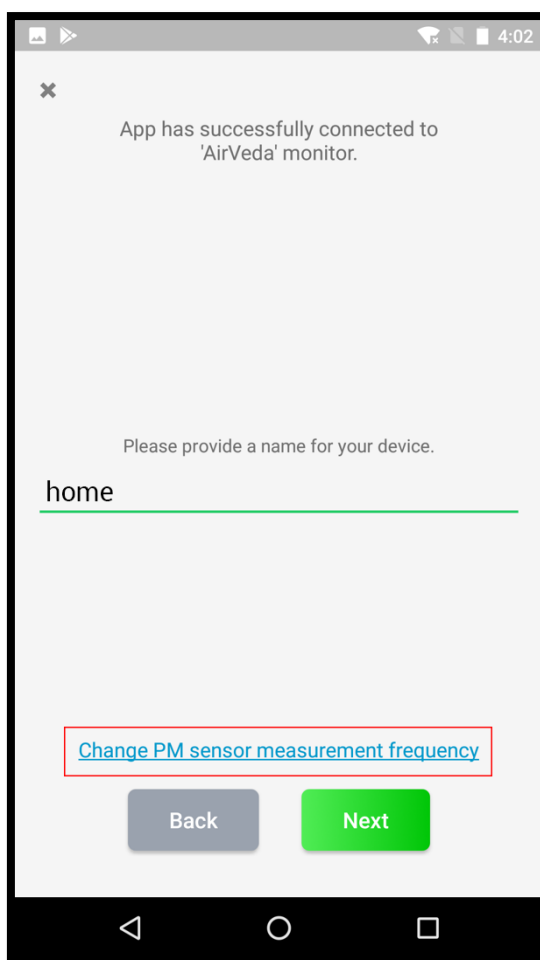 4:02
App has successfully connected to
'AirVeda' monitor.
Please provide a name for your device.
home
Change PM sensor measurement frequency
Back
Next